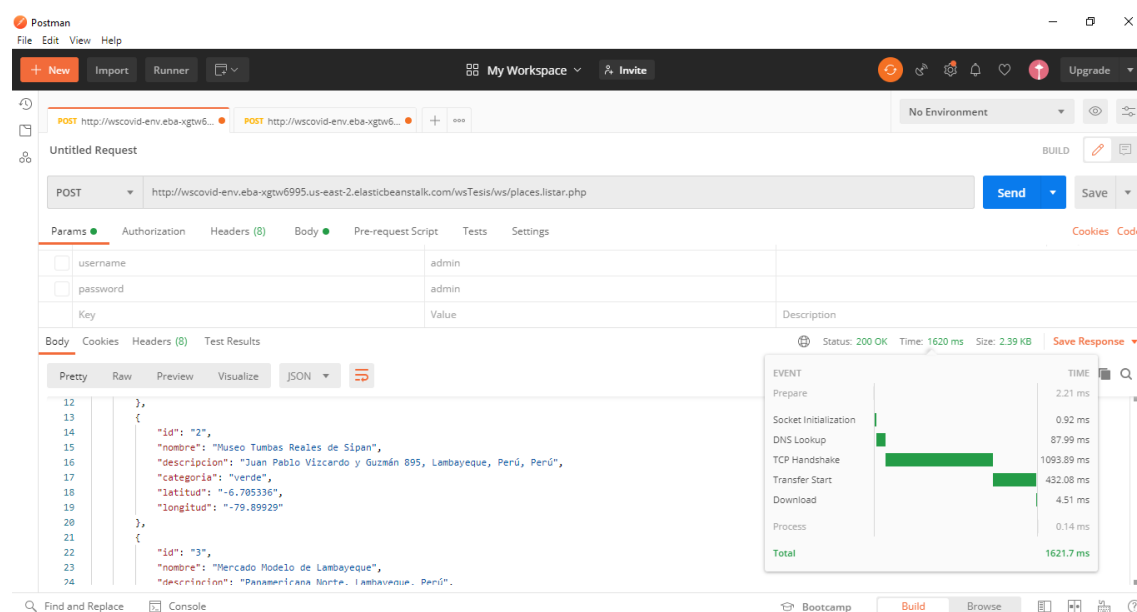 Postman
File Edit View Help
+ New Import Runner My Workspace Invite Upgrade
POST http://wscovid-env.eba-xgtw6... POST http://wscovid-env.eba-xgtw6... No Environment
Untitled Request BUILD
POST http://wscovid-env.eba-xgtw6995.us-east-2.elasticbeanstalk.com/wsTesis/ws/places.listar.php Send Save
Params Authorization Headers (8) Body Pre-request Script Tests Settings Cookies Code
username admin
password admin
Key Value Description
Body Cookies Headers (8) Test Results Status: 200 OK Time: 1620 ms Size: 2.39 KB Save Response
Pretty Raw Preview Visualize JSON
EVENT TIME
Prepare 2.21 ms
Socket Initialization 0.92 ms
DNS Lookup 87.99 ms
TCP Handshake 1093.89 ms
Transfer Start 432.08 ms
Download 4.51 ms
Process 0.14 ms
Total 1621.7 ms
12 },
13 {
14 "id": "2",
15 "nombre": "Museo Tumbas Reales de Sipan",
16 "descripcion": "Juan Pablo Vizcardo y Guzmán 895, Lambayeque, Perú, Perú",
17 "categoria": "verde",
18 "latitud": "-6.705336",
19 "longitud": "-79.89929"
20 },
21 {
22 "id": "3",
23 "nombre": "Mercado Modelo de Lambayeque",
24 "descripcion": "Panamericana Norte, Lambayeque, Perú",
Find and Replace Console Bootcamp Build Browse